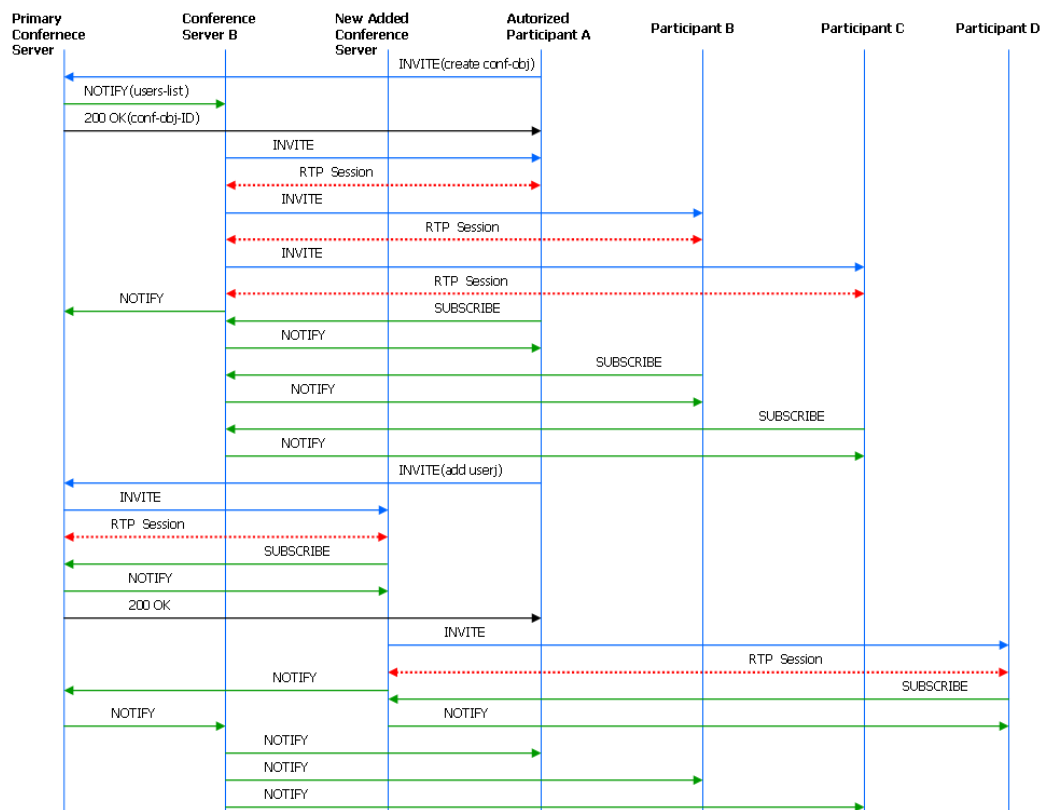 Primary
Confernece
Server
Conference
Server B
New Added
Conference
Server
Autorized
Participant A
Participant B
Participant C
Participant D
INVITE(create conf-obj)
NOTIFY(users-list)
200 OK(conf-obj-ID)
INVITE
RTP Session
INVITE
RTP Session
INVITE
RTP Session
NOTIFY
SUBSCRIBE
NOTIFY
SUBSCRIBE
NOTIFY
SUBSCRIBE
NOTIFY
INVITE(add userj)
INVITE
RTP Session
SUBSCRIBE
NOTIFY
200 OK
INVITE
RTP Session
NOTIFY
SUBSCRIBE
NOTIFY
NOTIFY
NOTIFY
NOTIFY
NOTIFY